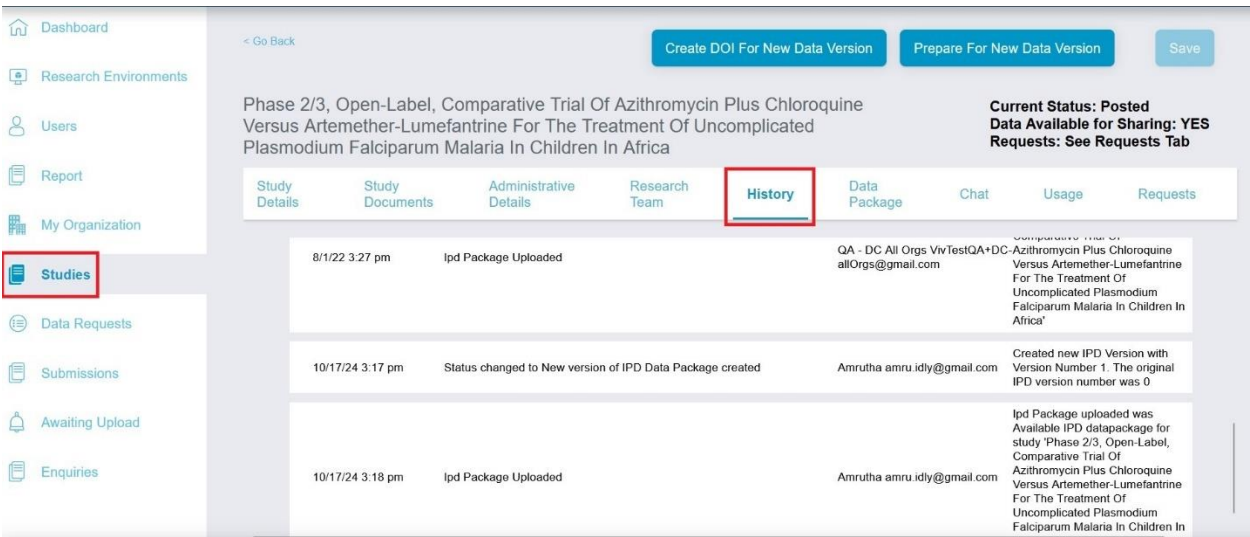 Dashboard
Research Environments
Users
Report
My Organization
Studies
Data Requests
Submissions
Awaiting Upload
Enquiries
< Go Back
Create DOI For New Data Version
Prepare For New Data Version
Save
Phase 2/3, Open-Label, Comparative Trial Of Azithromycin Plus Chloroquine
Versus Artemether-Lumefantrine For The Treatment Of Uncomplicated
Plasmodium Falciparum Malaria In Children In Africa
Current Status: Posted
Data Available for Sharing: YES
Requests: See Requests Tab
Study
Details
Study
Documents
Administrative
Details
Research
Team
History
Data
Package
Chat
Usage
Requests
8/1/22 3:27 pm
Ipd Package Uploaded
QA - DC All Orgs VivTestQA+DC-
allOrgs@gmail.com
Comparative Trial Of
Azithromycin Plus Chloroquine
Versus Artemether-Lumefantrine
For The Treatment Of
Uncomplicated Plasmodium
Falciparum Malaria In Children In
Africa'
10/17/24 3:17 pm
Status changed to New version of IPD Data Package created
Amrutha amru.idly@gmail.com
Created new IPD Version with
Version Number 1. The original
IPD version number was 0
10/17/24 3:18 pm
Ipd Package Uploaded
Amrutha amru.idly@gmail.com
Ipd Package uploaded was
Available IPD datapackage for
study 'Phase 2/3, Open-Label,
Comparative Trial Of
Azithromycin Plus Chloroquine
Versus Artemether-Lumefantrine
For The Treatment Of
Uncomplicated Plasmodium
Falciparum Malaria In Children In